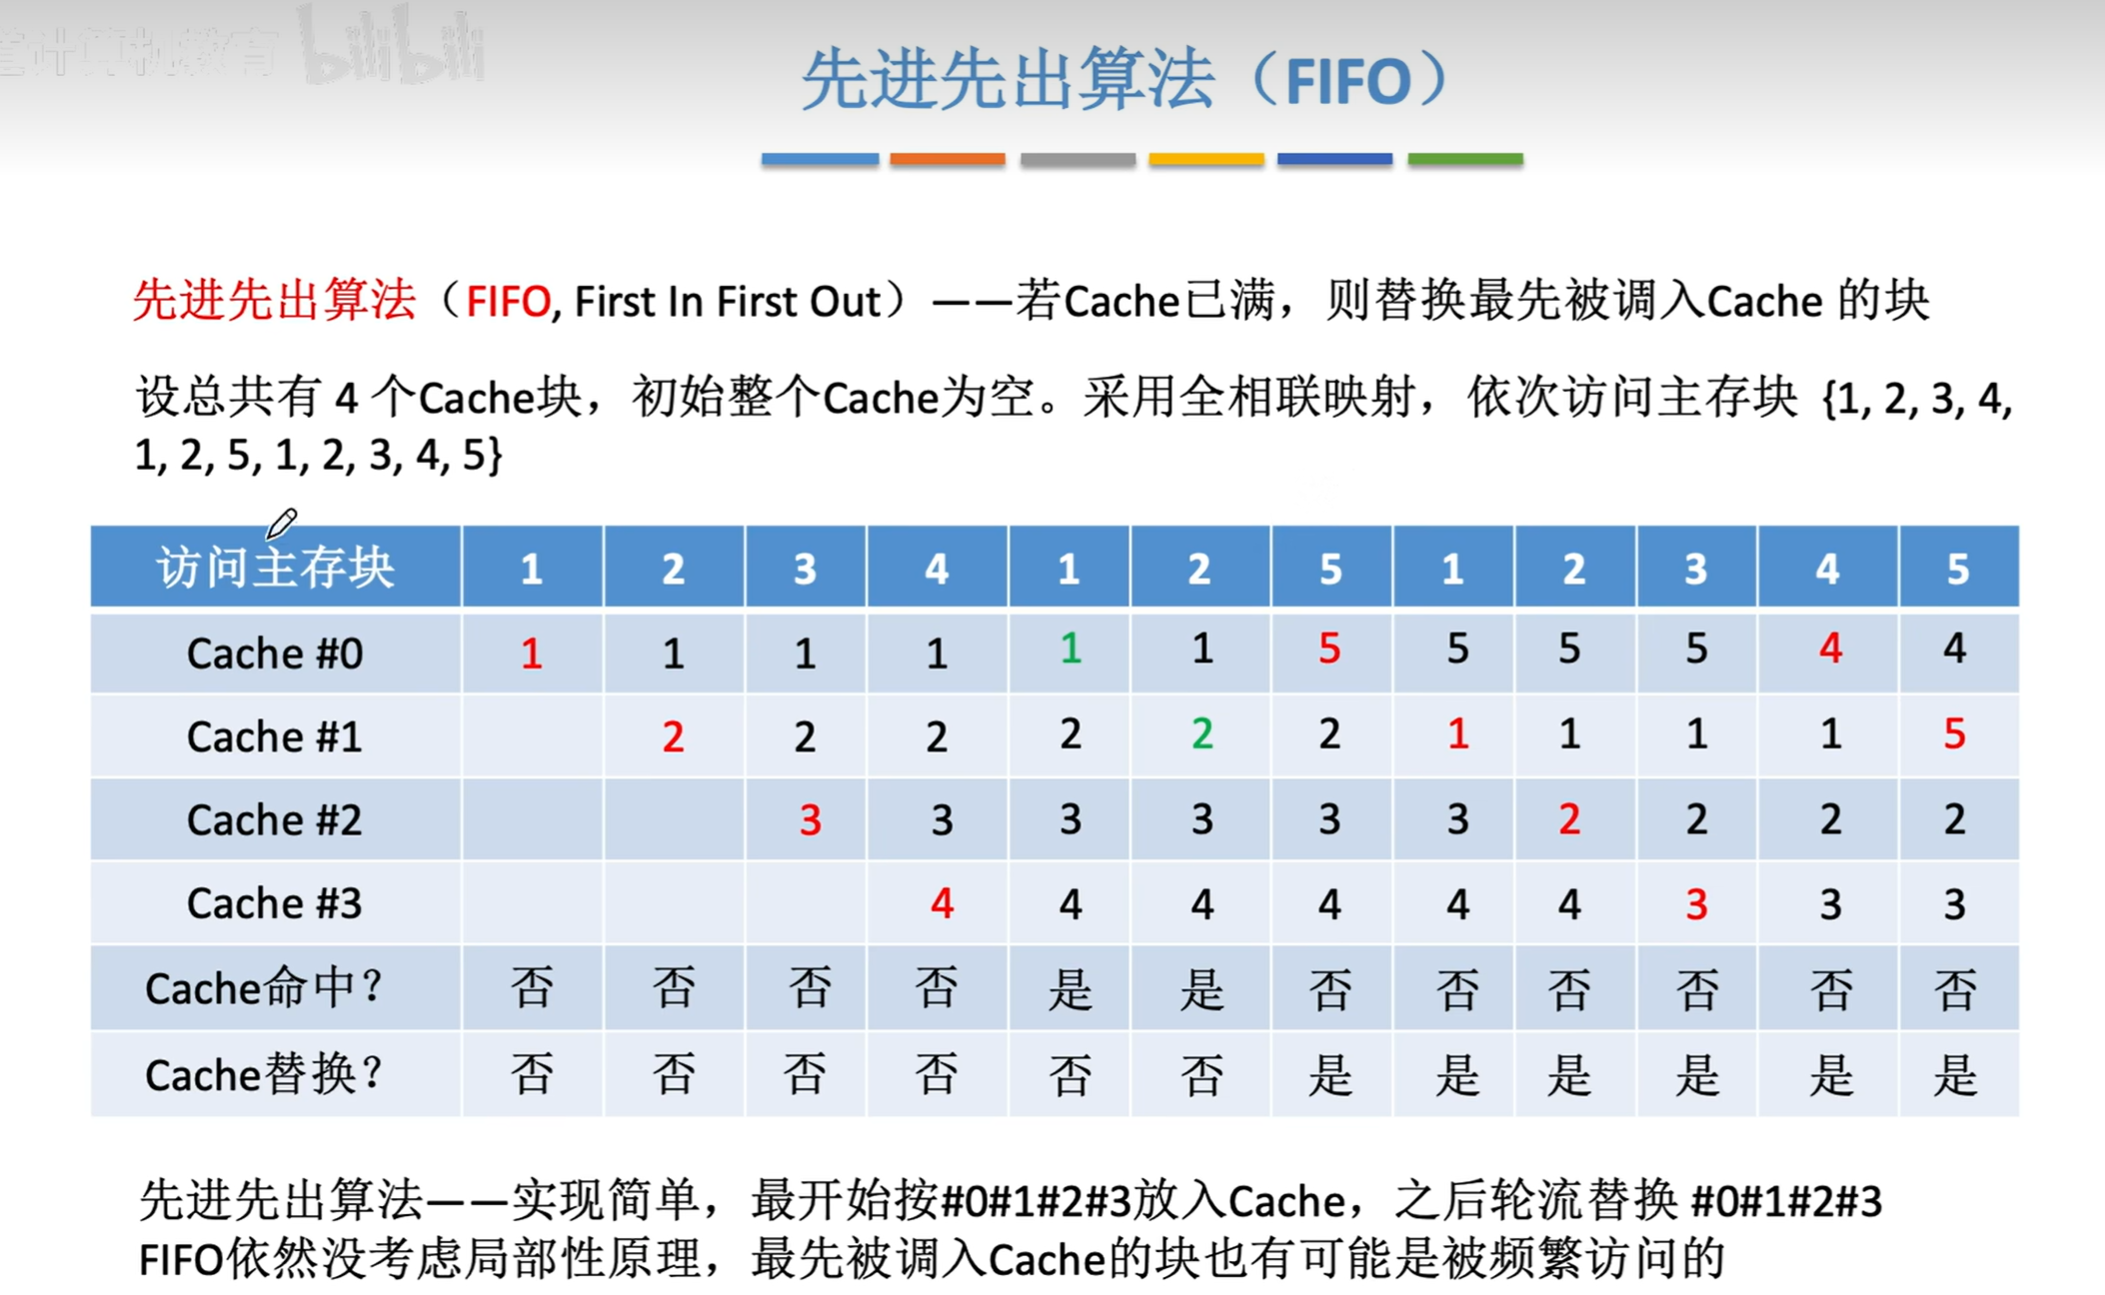 计算机教育 bilibili
先进先出算法（FIFO）
先进先出算法（FIFO, First In First Out）——若Cache已满，则替换最先被调入Cache 的块
设总共有 4 个Cache块，初始整个Cache为空。采用全相联映射，依次访问主存块 {1, 2, 3, 4,
1, 2, 5, 1, 2, 3, 4, 5}
访问主存块 1 2 3 4 1 2 5 1 2 3 4 5
Cache #0 1 1 1 1 1 1 5 5 5 5 4 4
Cache #1 2 2 2 2 2 2 1 1 1 1 5
Cache #2 3 3 3 3 3 3 2 2 2 2
Cache #3 4 4 4 4 4 4 3 3 3
Cache命中？ 否 否 否 否 是 是 否 否 否 否 否 否
Cache替换？ 否 否 否 否 否 否 是 是 是 是 是 是
先进先出算法——实现简单，最开始按#0#1#2#3放入Cache，之后轮流替换 #0#1#2#3
FIFO依然没考虑局部性原理，最先被调入Cache的块也有可能是被频繁访问的